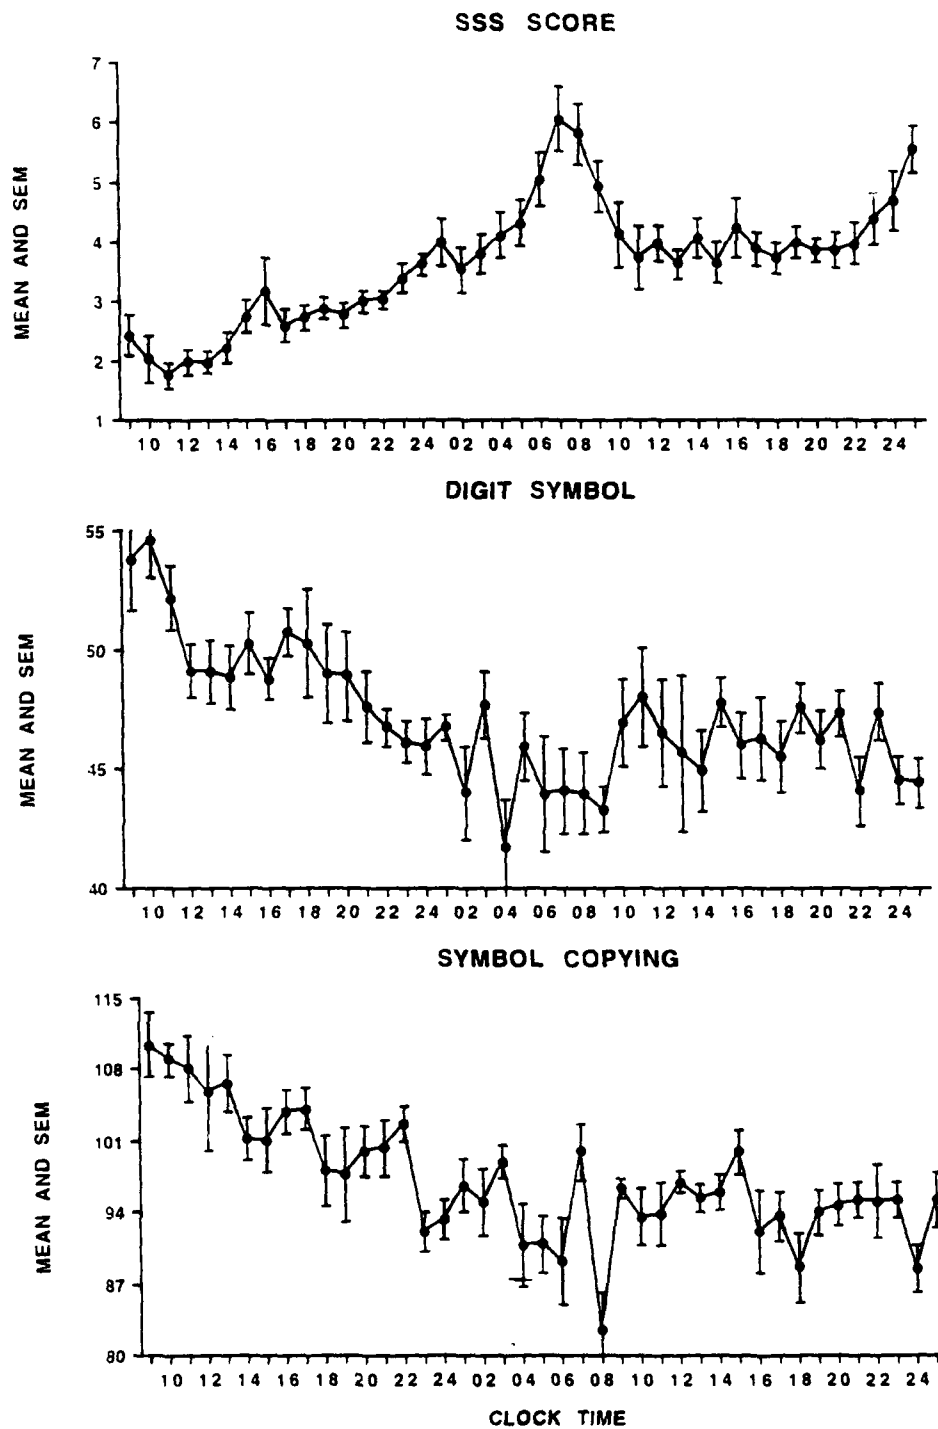 SSS SCORE
MEAN AND SEM
7
6
5
4
3
2
1
10 12 14 16 18 20 22 24 02 04 06 08 10 12 14 16 18 20 22 24
DIGIT SYMBOL
MEAN AND SEM
55
50
45
40
10 12 14 16 18 20 22 24 02 04 06 08 10 12 14 16 18 20 22 24
SYMBOL COPYING
MEAN AND SEM
115
108
101
94
87
80
10 12 14 16 18 20 22 24 02 04 06 08 10 12 14 16 18 20 22 24
CLOCK TIME